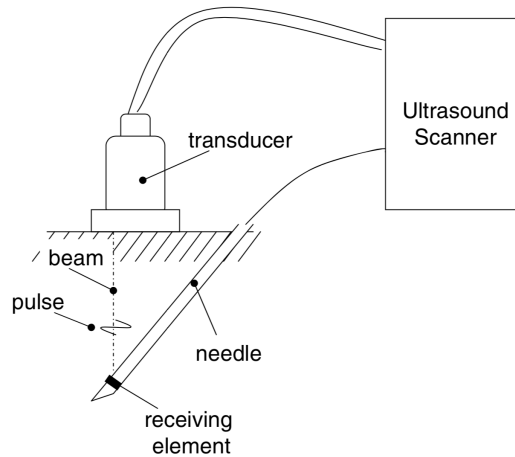 Ultrasound
Scanner
transducer
beam
pulse
needle
receiving
element